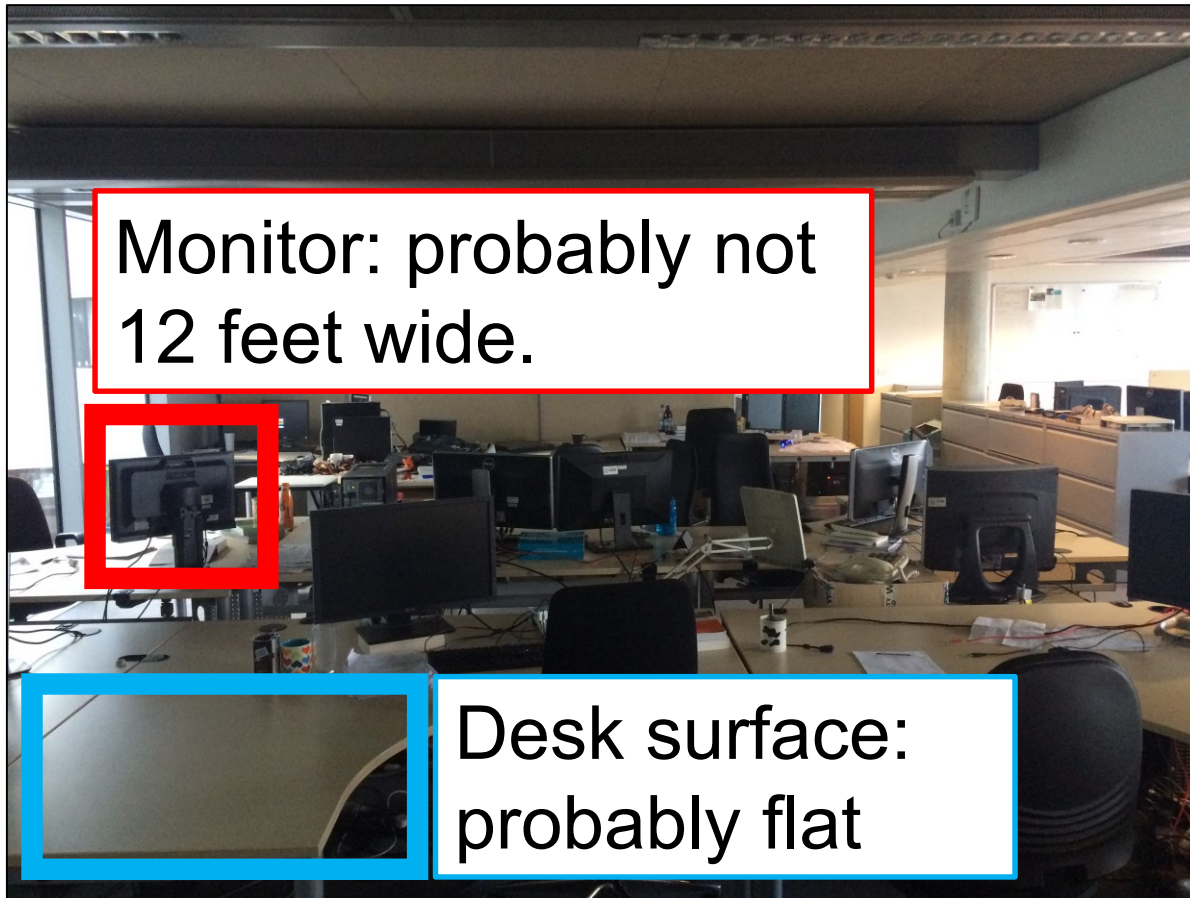 Monitor: probably not
12 feet wide.
Desk surface:
probably flat